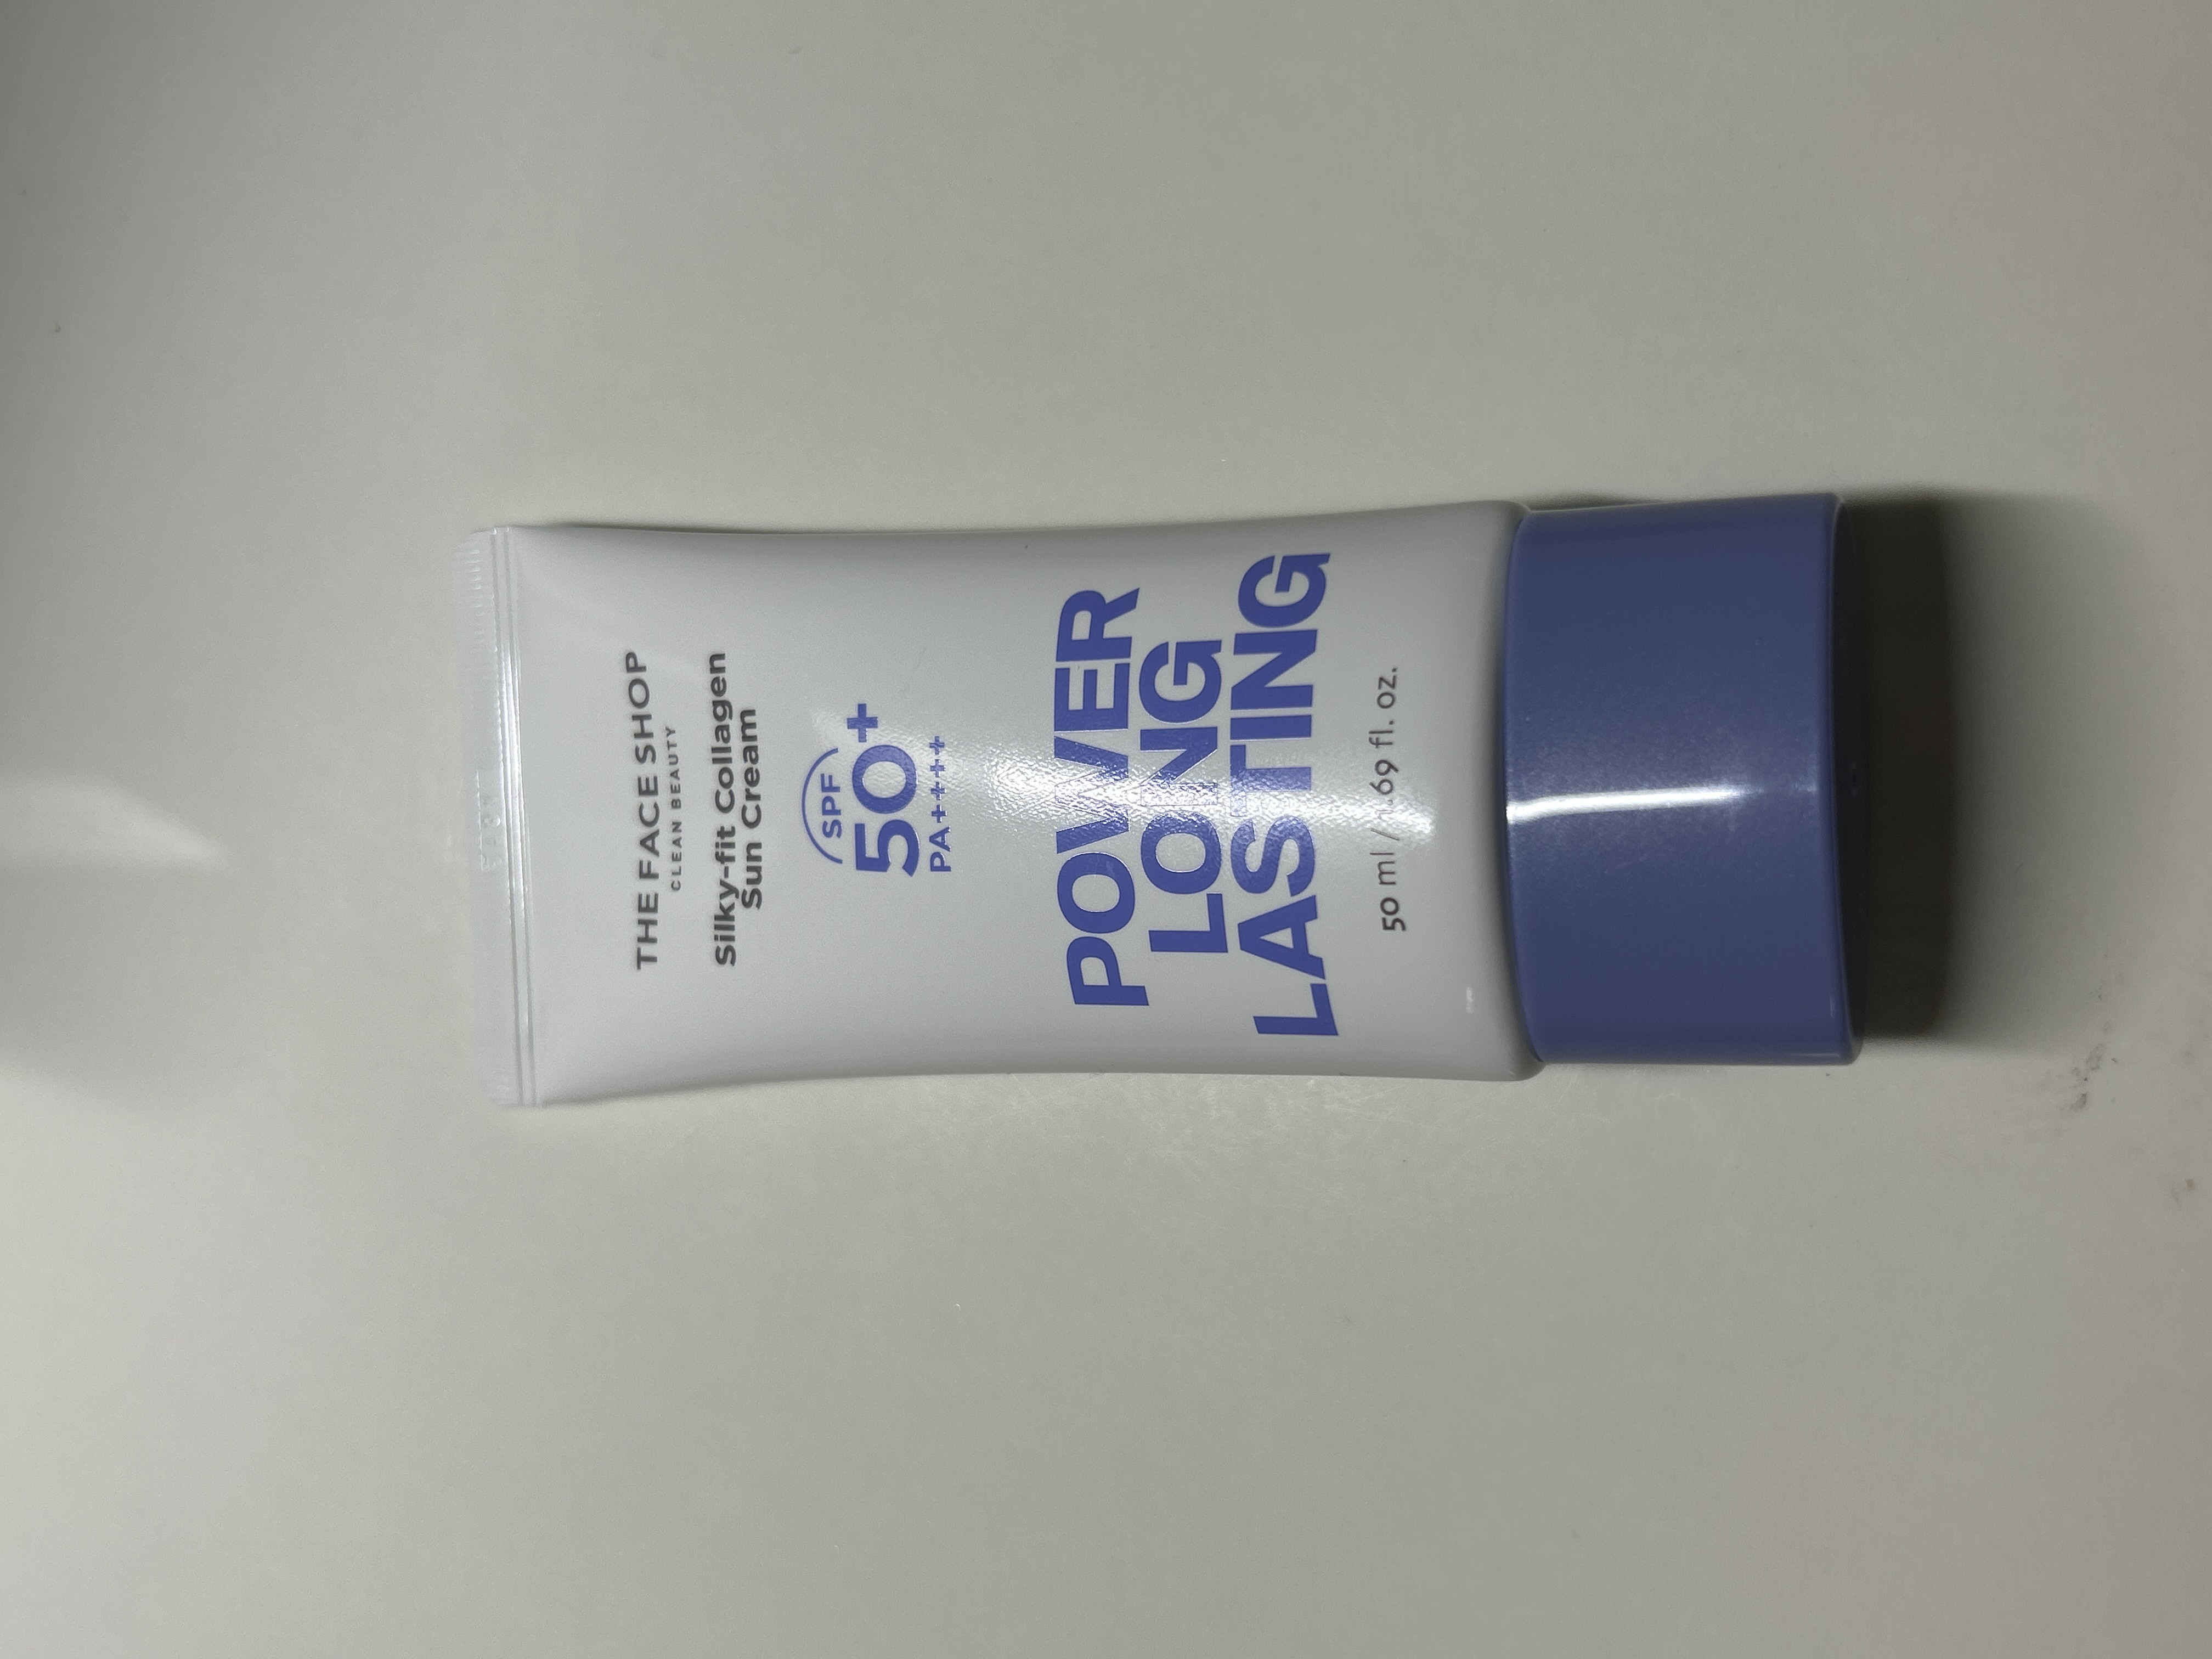 THE FACE SHOP
CLEAN BEAUTY
Silky-fit Collagen
Sun Cream
SPF
50+
PA++++
POWER
LONG
LASTING
50 ml / 1.69 fl. oz.